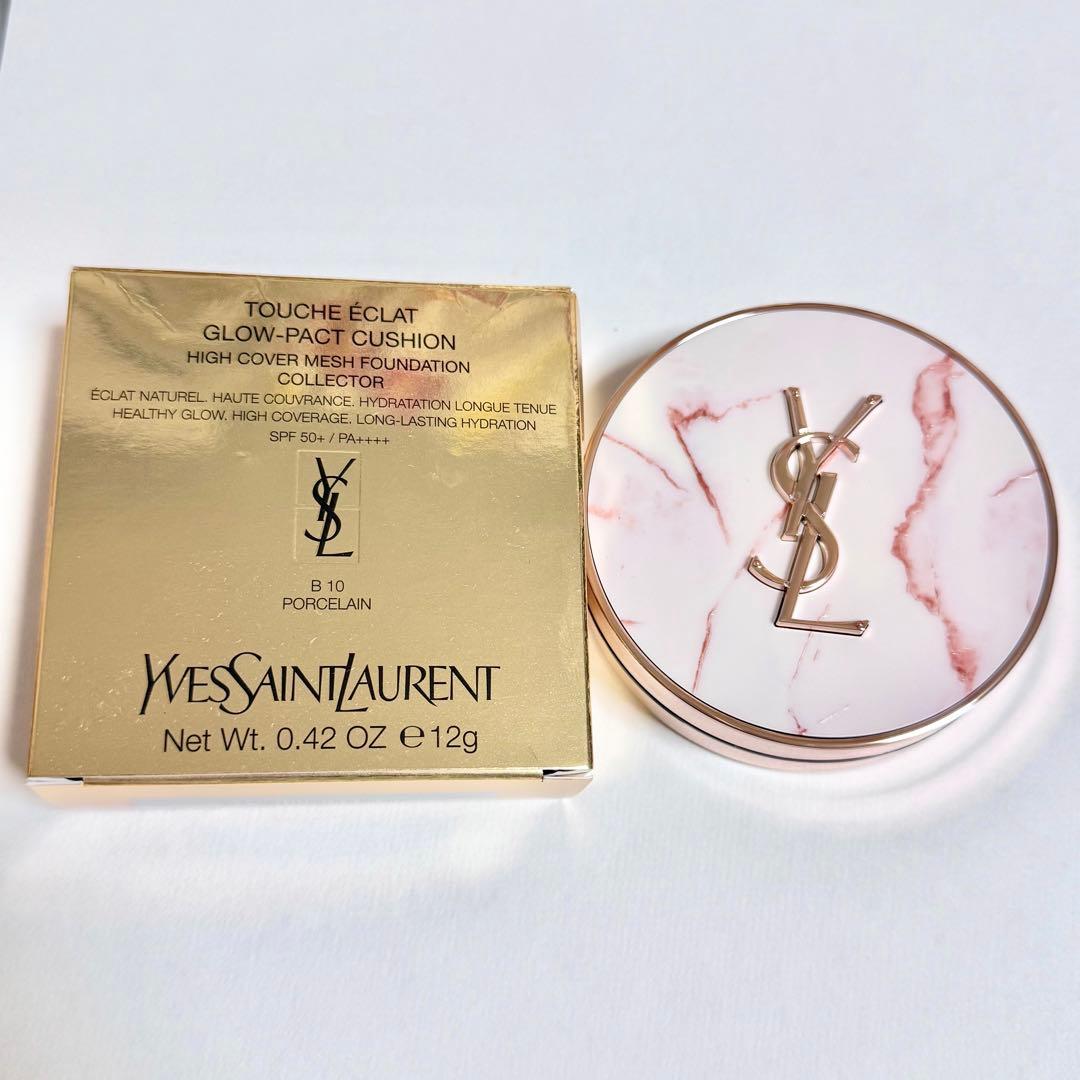 TOUCHE ÉCLAT
GLOW-PACT CUSHION
HIGH COVER MESH FOUNDATION
COLLECTOR
ÉCLAT NATUREL. HAUTE COUVRANCE. HYDRATATION LONGUE TENUE
HEALTHY GLOW. HIGH COVERAGE. LONG-LASTING HYDRATION
SPF 50+ / PA++++
YSL
B 10
PORCELAIN
YVESSAINTLAURENT
Net Wt. 0.42 OZ ℮12g
YSL